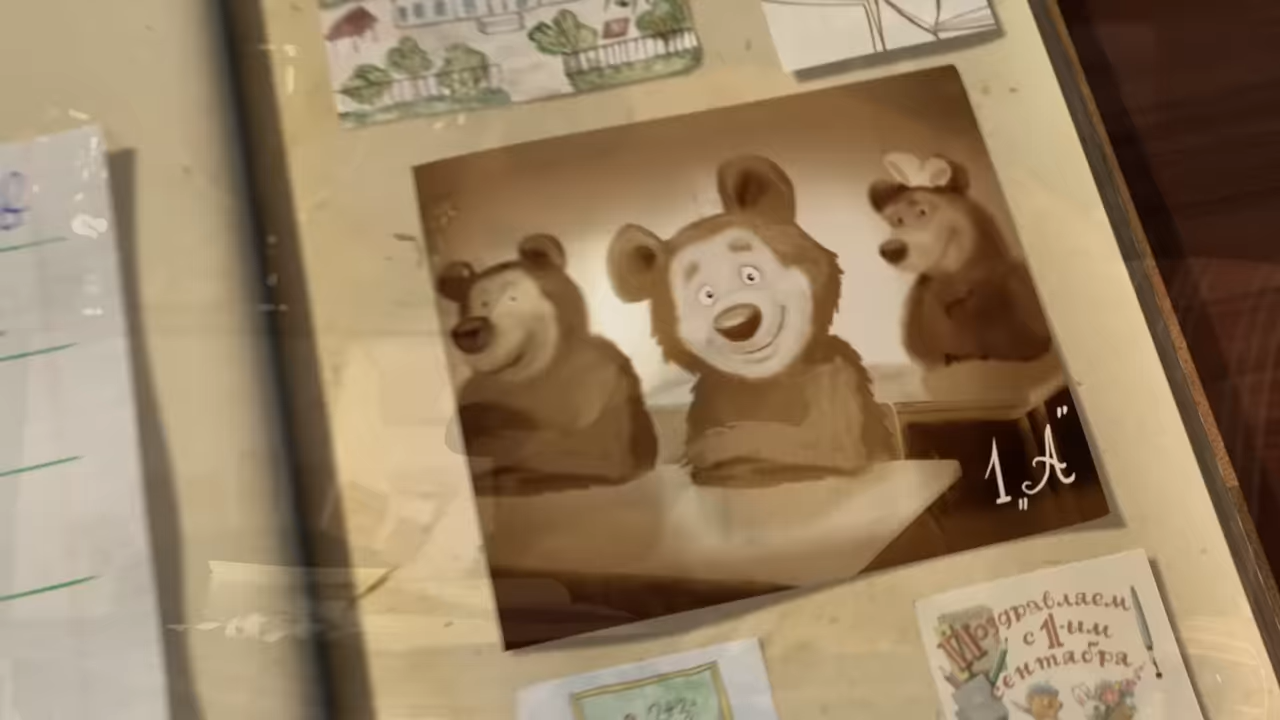 1 „А"
Поздравляем
с 1-им
сентября